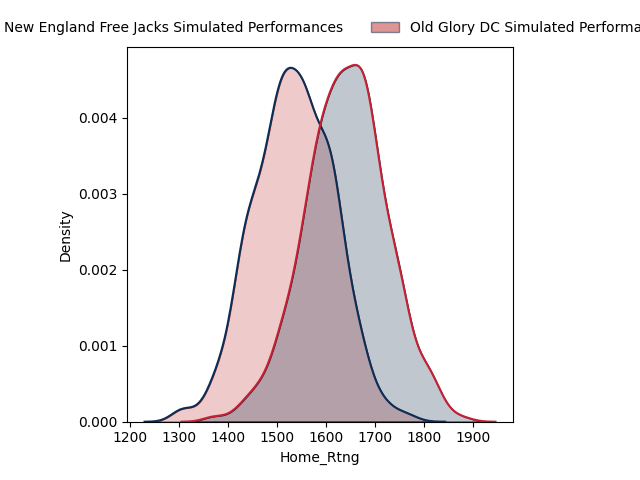 New England Free Jacks Simulated Performances
Old Glory DC Simulated Performa
0.004
0.003
0.002
0.001
0.000
Density
1200 1300 1400 1500 1600 1700 1800 1900
Home_Rtng